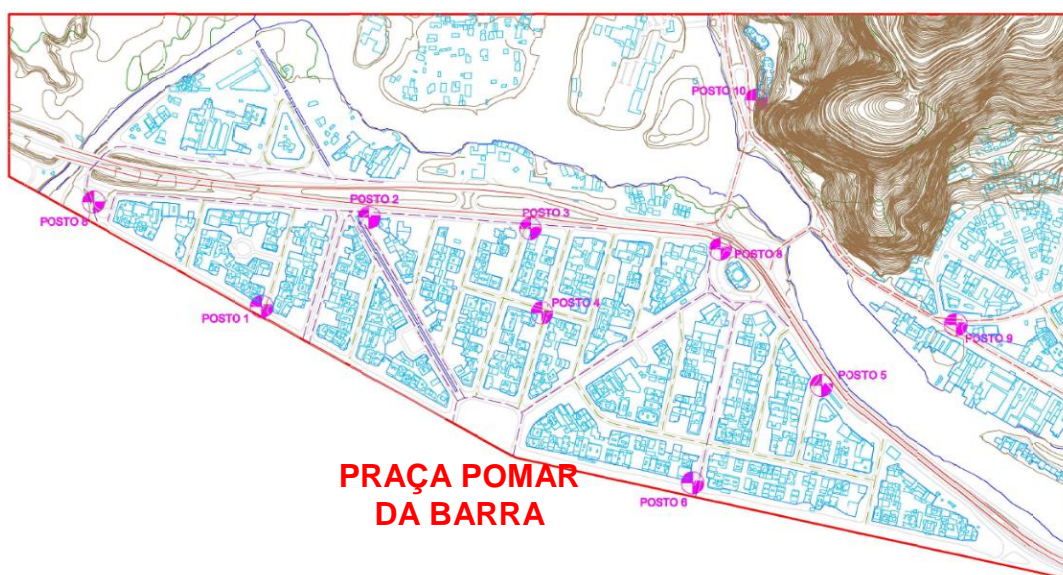 POSTO 10
POSTO 2
POSTO 8
POSTO 3
POSTO 8
POSTO 4
POSTO 1
POSTO 9
POSTO 5
PRAÇA POMAR
DA BARRA
POSTO 6